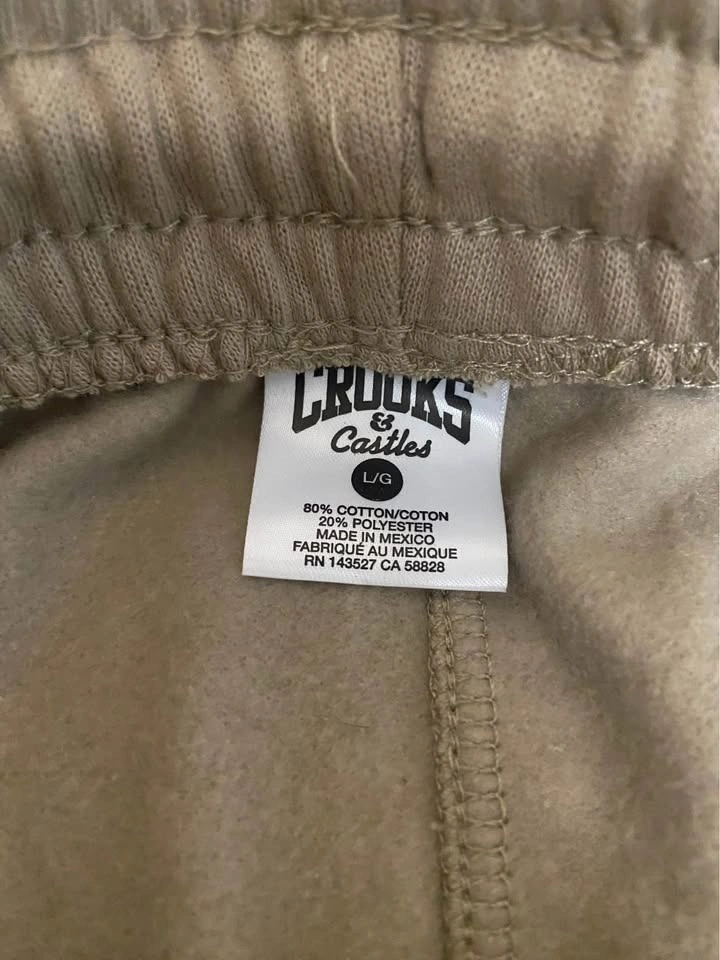 CROOKS
&
Castles
L/G
80% COTTON/COTON
20% POLYESTER
MADE IN MEXICO
FABRIQUÉ AU MEXIQUE
RN 143527 CA 58828